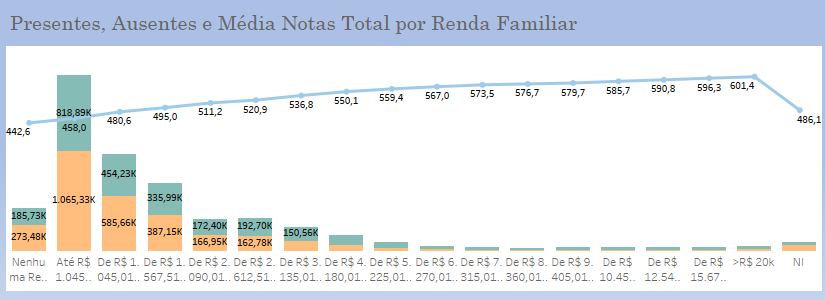 Presentes, Ausentes e Média Notas Total por Renda Familiar
442,6 458,0 480,6 495,0 511,2 520,9 536,8 550,1 559,4 567,0 573,5 576,7 579,7 585,7 590,8 596,3 601,4 486,1
185,73K 818,89K 454,23K 335,99K 172,40K 192,70K 150,56K
273,48K 1.065,33K 585,66K 387,15K 166,95K 162,78K
Nenhu Até R$ De R$ 1. De R$ 1. De R$ 2. De R$ 2. De R$ 3. De R$ 4. De R$ 5. De R$ 6. De R$ 7. De R$ 8. De R$ 9. De R$ De R$ De R$ >R$ 20k NI
ma Re.. 1.045.. 045,01.. 567,51.. 090,01.. 612,51.. 135,01.. 180,01.. 225,01.. 270,01.. 315,01.. 360,01.. 405,01.. 10.45.. 12.54.. 15.67..